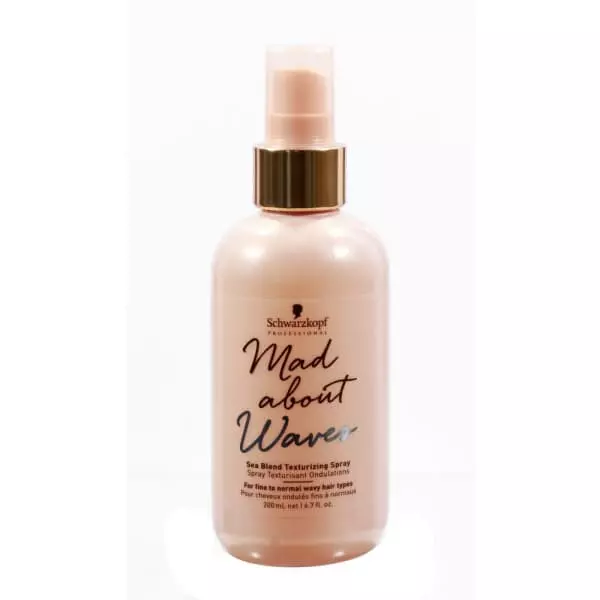 Schwarzkopf
PROFESSIONAL
Mad
about
Waves
Sea Blend Texturizing Spray
Spray Texturisant Ondulations
For fine to normal wavy hair types
Pour cheveux ondulés fins à normaux
200 mL net | 6.7 fl. oz.